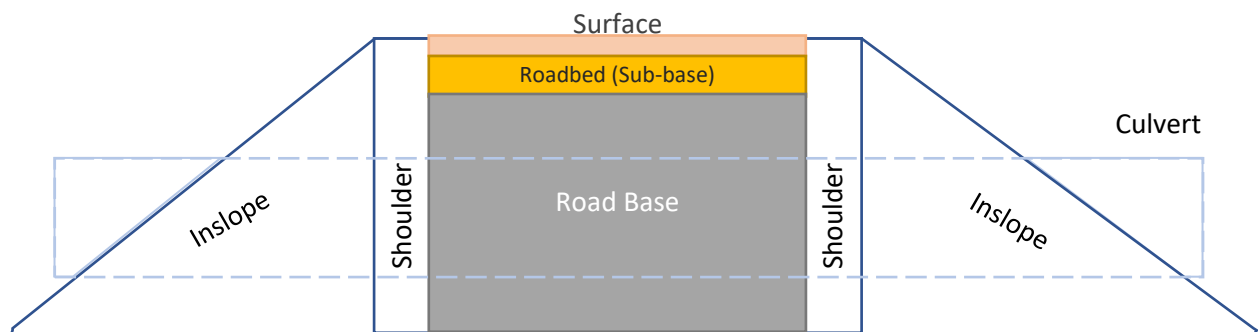 Surface
Roadbed (Sub-base)
Culvert
Inslope
Shoulder
Road Base
Shoulder
Inslope